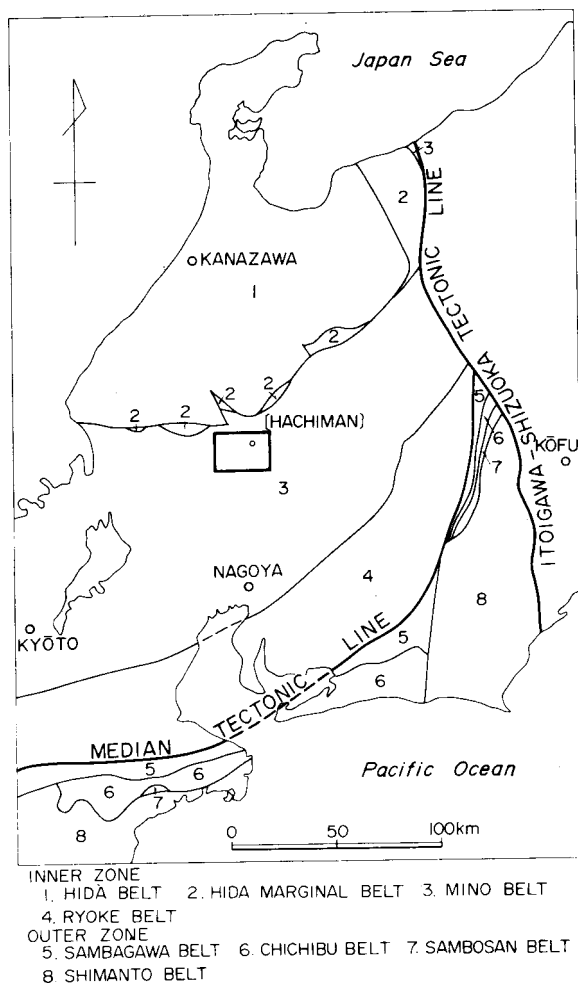 Japan Sea
3
2
ITOIGAWA-SHIZUOKA TECTONIC LINE
KANAZAWA
1
2
2
2
2
2
(HACHIMAN)
5
6
7
KŌFU
3
NAGOYA
4
8
KYŌTO
5
6
MEDIAN TECTONIC LINE
5
6
6
7
8
Pacific Ocean
0 50 100km
INNER ZONE
1. HIDA BELT 2. HIDA MARGINAL BELT 3. MINO BELT
4. RYOKE BELT
OUTER ZONE
5. SAMBAGAWA BELT 6. CHICHIBU BELT 7. SAMBOSAN BELT
8 SHIMANTO BELT